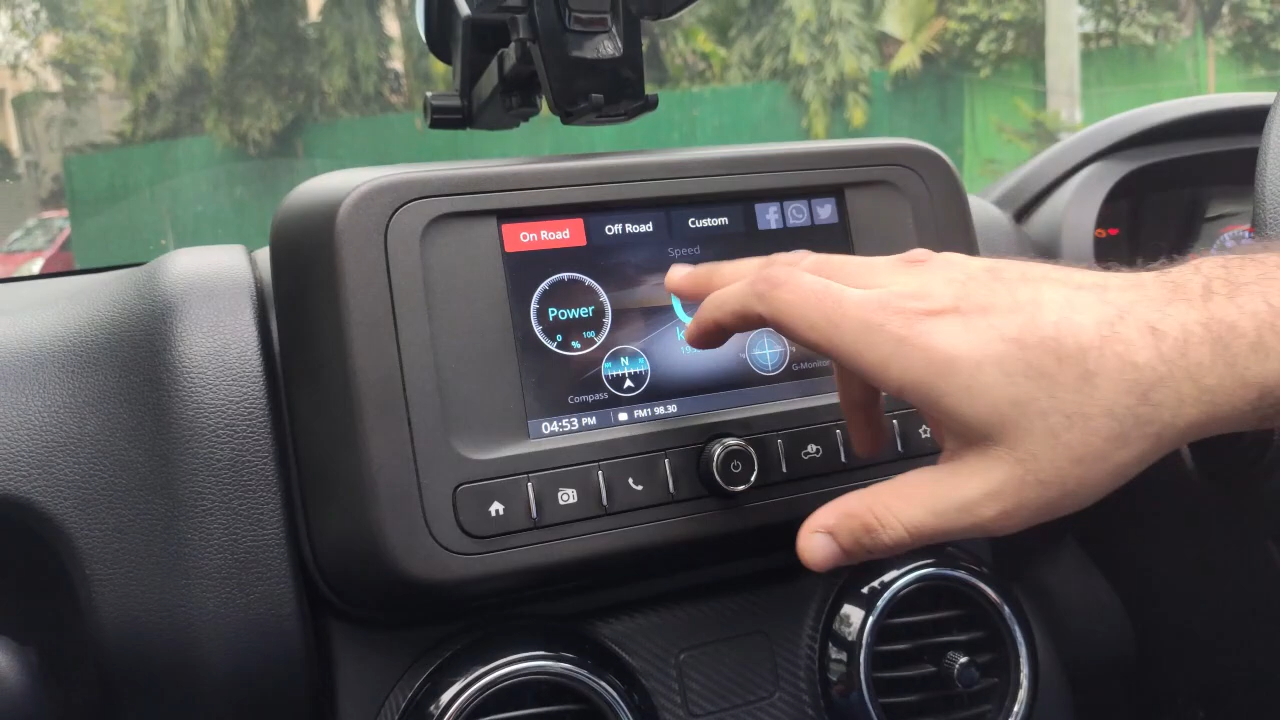 On Road Off Road Custom
Speed
Power
0 100
%
N
Compass
G-Monitor
04:53 PM FM1 98.30